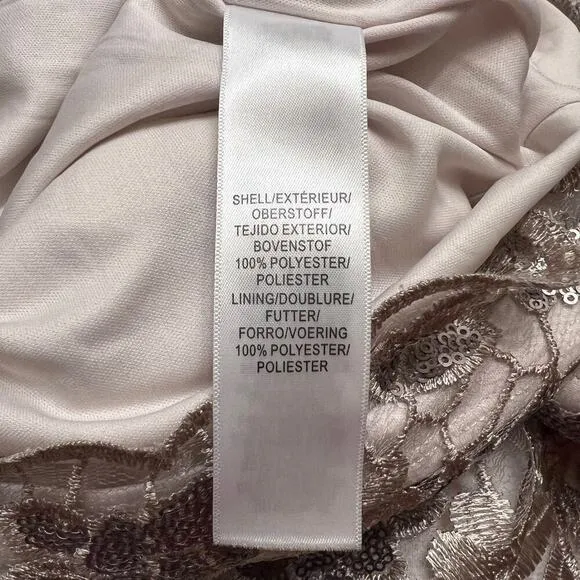 SHELL/EXTÉRIEUR/
OBERSTOFF/
TEJIDO EXTERIOR/
BOVENSTOF
100% POLYESTER/
POLIESTER
LINING/DOUBLURE/
FUTTER/
FORRO/VOERING
100% POLYESTER/
POLIESTER